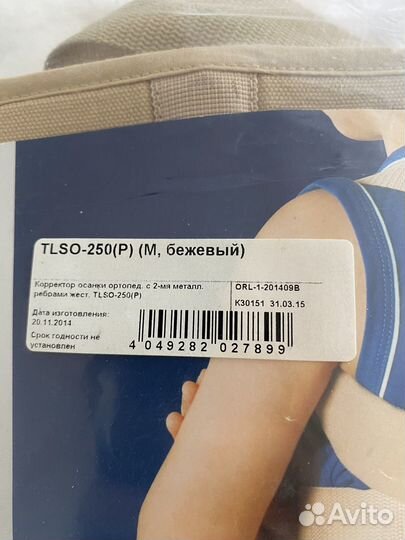 TLSO-250(P) (М, бежевый)
Корректор осанки ортопед. с 2-мя металл.
ребрами жест. TLSO-250(P)
ORL-1-201409B
K30151 31.03.15
Дата изготовления:
20.11.2014
Срок годности не
установлен
4 049282 027899
Avito